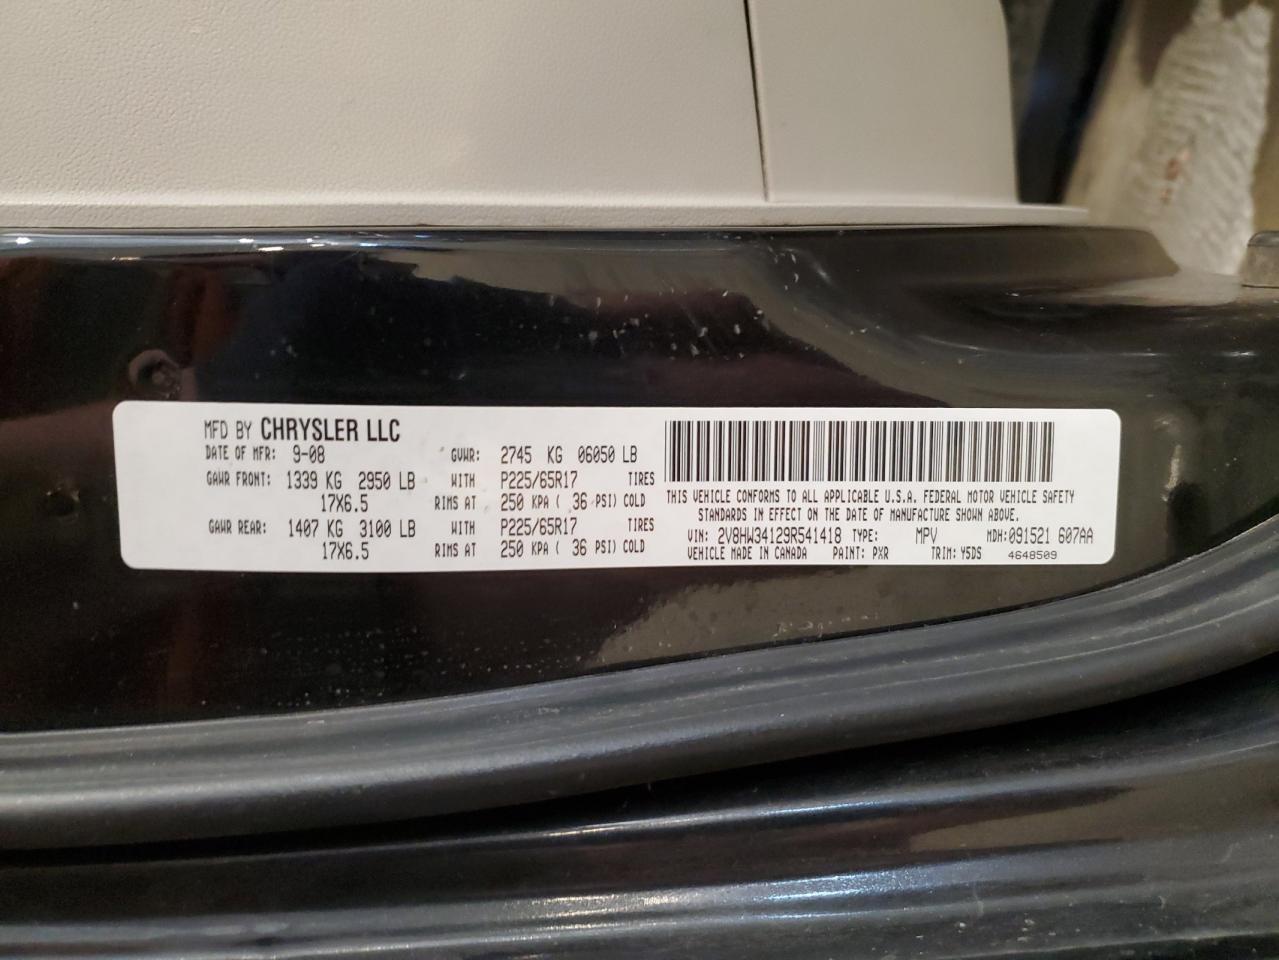 MFD BY CHRYSLER LLC
DATE OF MFR: 9-08 GVWR: 2745 KG 06050 LB
GAWR FRONT: 1339 KG 2950 LB WITH P225/65R17 TIRES
17X6.5 RIMS AT 250 KPA ( 36 PSI) COLD
GAWR REAR: 1407 KG 3100 LB WITH P225/65R17 TIRES
17X6.5 RIMS AT 250 KPA ( 36 PSI) COLD
THIS VEHICLE CONFORMS TO ALL APPLICABLE U.S.A. FEDERAL MOTOR VEHICLE SAFETY
STANDARDS IN EFFECT ON THE DATE OF MANUFACTURE SHOWN ABOVE.
VIN: 2V8HW34129R541418 TYPE: MPV MDH: 091521 607AA
VEHICLE MADE IN CANADA PAINT: PXR TRIM: Y5DS 4648509